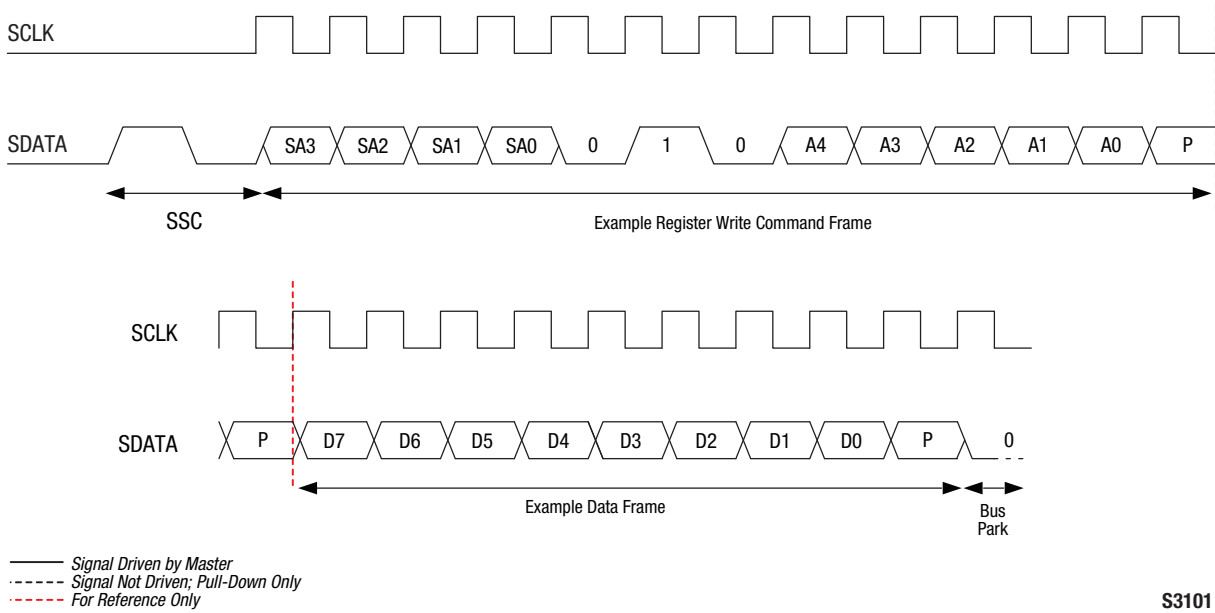 SCLK
SDATA SA3 SA2 SA1 SA0 0 1 0 A4 A3 A2 A1 A0 P
SSC
Example Register Write Command Frame
SCLK
SDATA P D7 D6 D5 D4 D3 D2 D1 D0 P 0
Example Data Frame
Bus
Park
Signal Driven by Master
Signal Not Driven; Pull-Down Only
For Reference Only
S3101